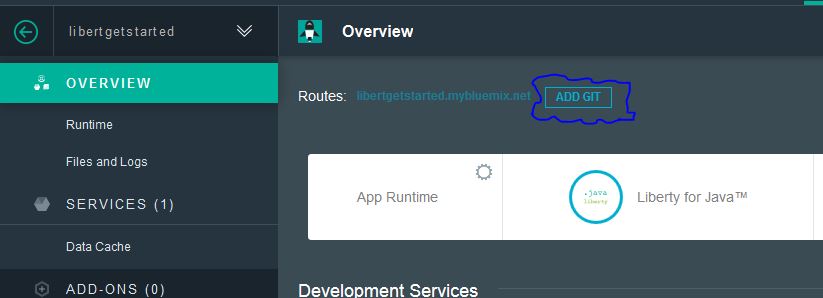 libertgetstarted
Overview
OVERVIEW
Routes: libertgetstarted.mybluemix.net ADD GIT
Runtime
Files and Logs
App Runtime
.java
liberty
Liberty for Java™
SERVICES (1)
Data Cache
ADD-ONS (0)
Development Services